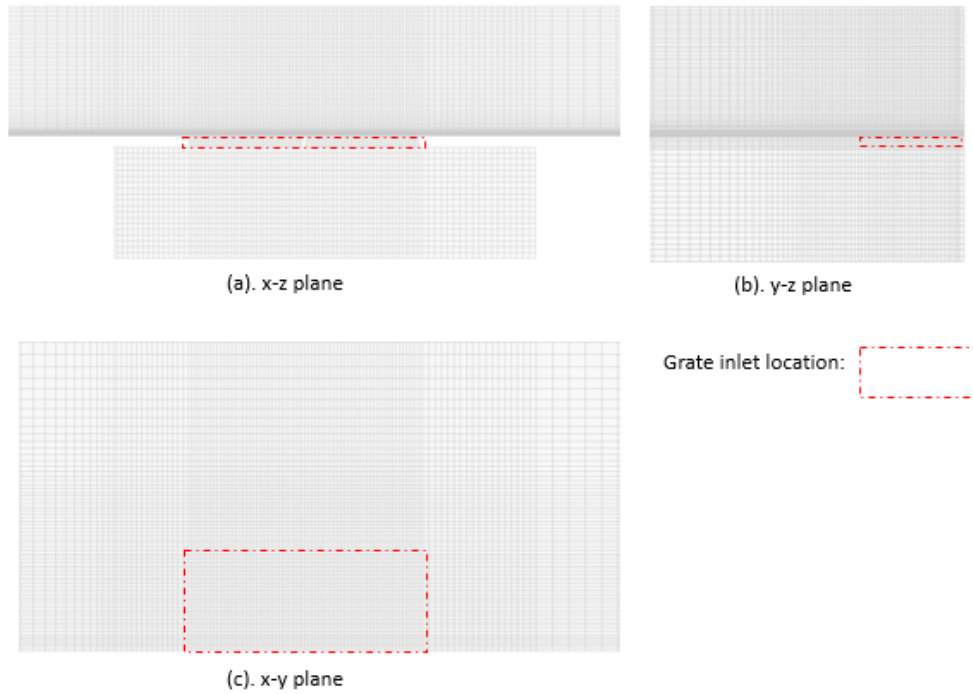 (a). x-z plane
(b). y-z plane
Grate inlet location:
(c). x-y plane